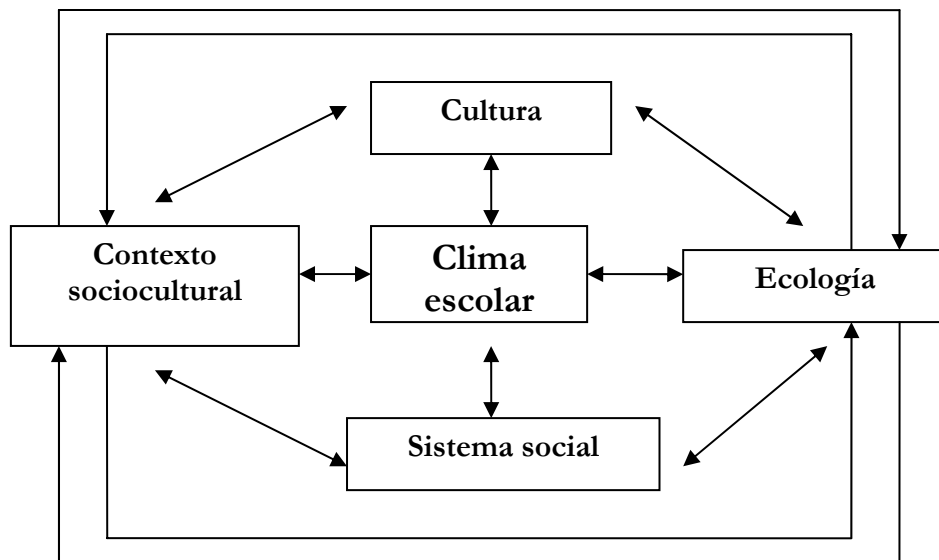 Cultura
Contexto
sociocultural
Clima
escolar
Ecología
Sistema social